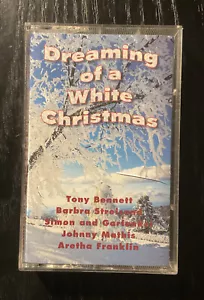 Dreaming
of a
White
Christmas
Tony Bennett
Barbra Streisand
Simon and Garfunkel
Johnny Mathis
Aretha Franklin